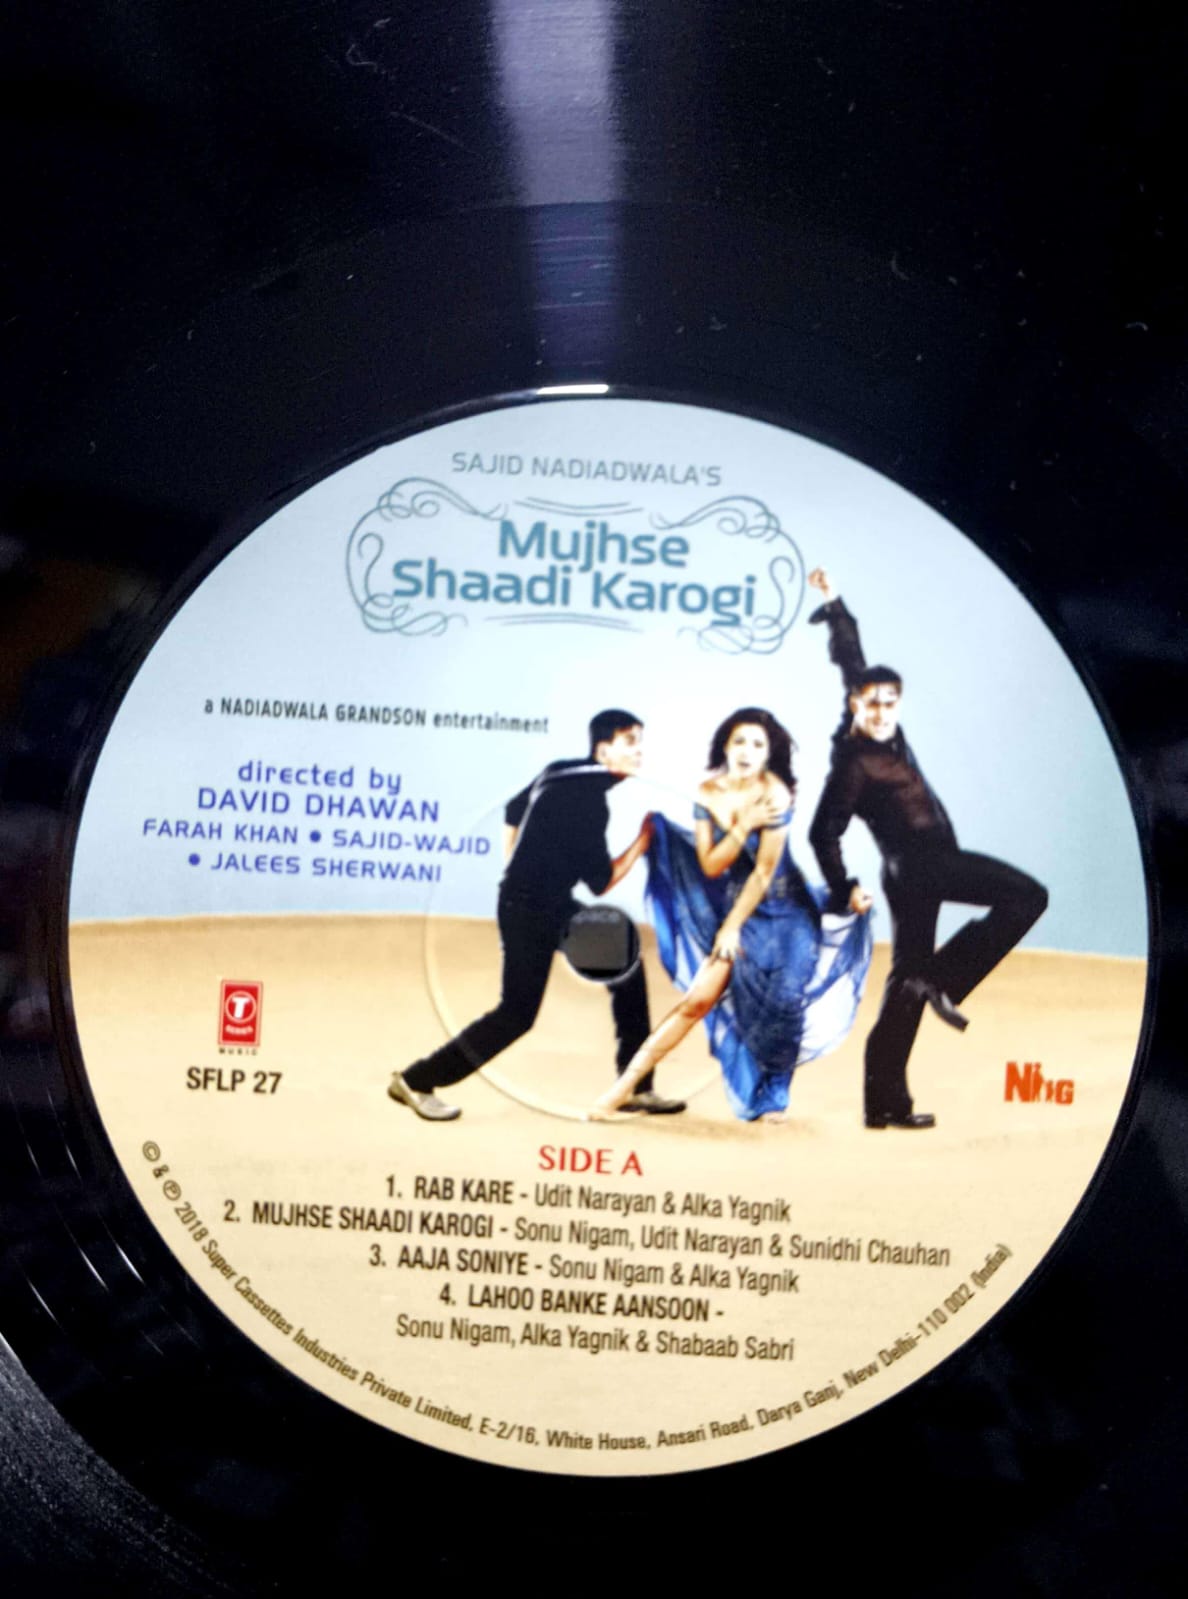 SAJID NADIADWALA'S
Mujhse
Shaadi Karogi
a NADIADWALA GRANDSON entertainment
directed by
DAVID DHAWAN
FARAH KHAN • SAJID-WAJID
• JALEES SHERWANI
T
SERIES
MUSIC
SFLP 27
SIDE A
1. RAB KARE - Udit Narayan & Alka Yagnik
2. MUJHSE SHAADI KAROGI - Sonu Nigam, Udit Narayan & Sunidhi Chauhan
3. AAJA SONIYE - Sonu Nigam & Alka Yagnik
4. LAHOO BANKE AANSOON -
Sonu Nigam, Alka Yagnik & Shabaab Sabri
© & ℗ 2018 Super Cassettes Industries Private Limited, E-2/16, White House, Ansari Road, Darya Ganj, New Delhi-110 002 (India)